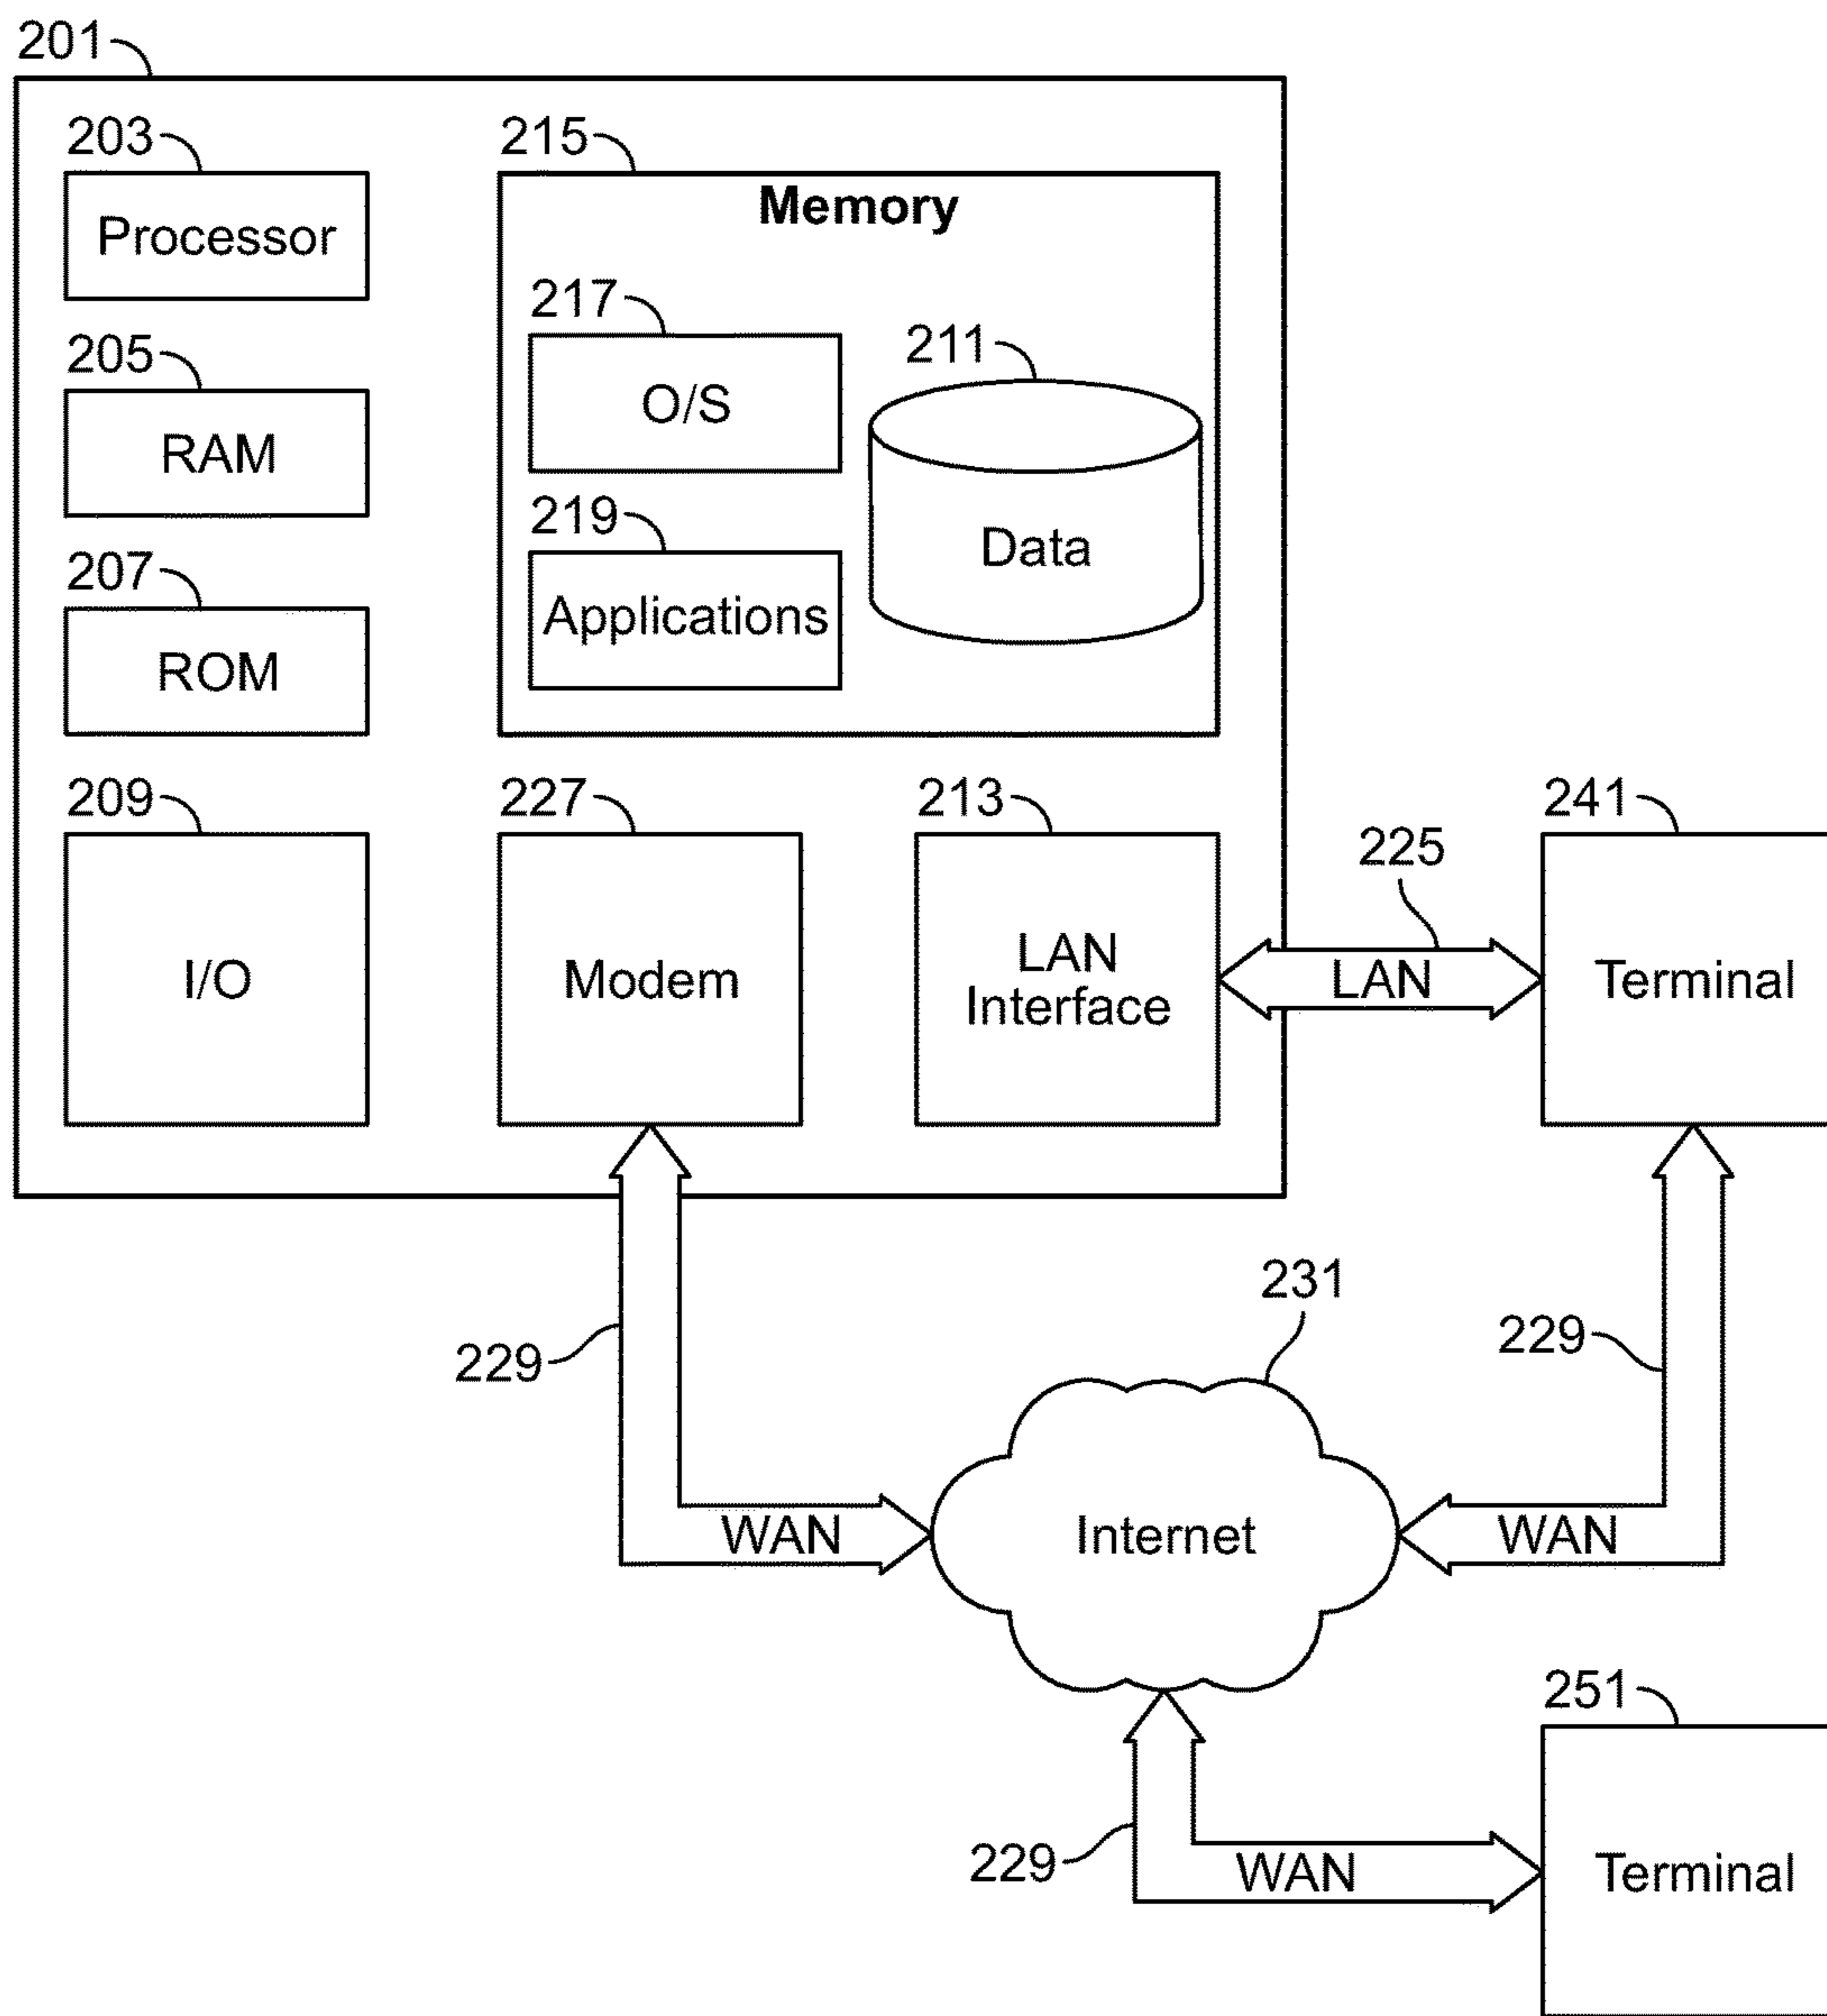 201
203
Processor
205
RAM
207
ROM
215
Memory
217
O/S
211
Data
219
Applications
209
I/O
227
Modem
213
LAN
Interface
225
LAN
241
Terminal
229
WAN
231
Internet
229
WAN
229
WAN
251
Terminal